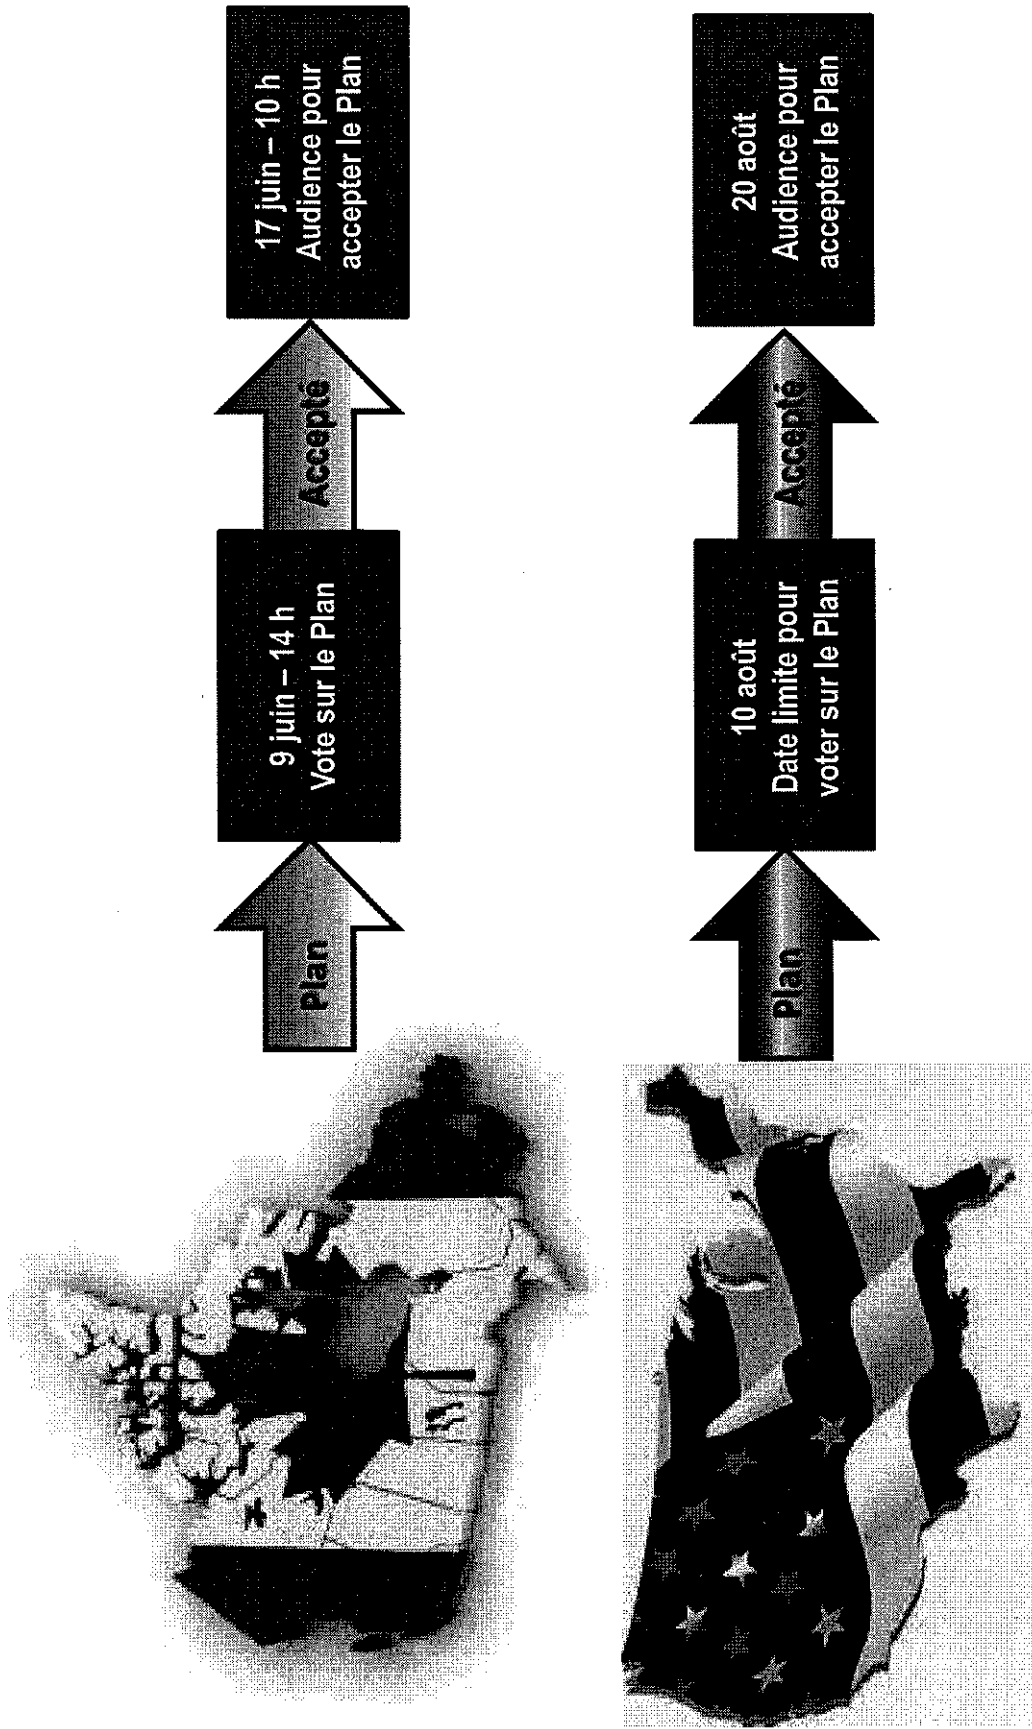 Plan
9 juin – 14 h
Vote sur le Plan
Accepté
17 juin – 10 h
Audience pour
accepter le Plan
Plan
10 août
Date limite pour
voter sur le Plan
Accepté
20 août
Audience pour
accepter le Plan